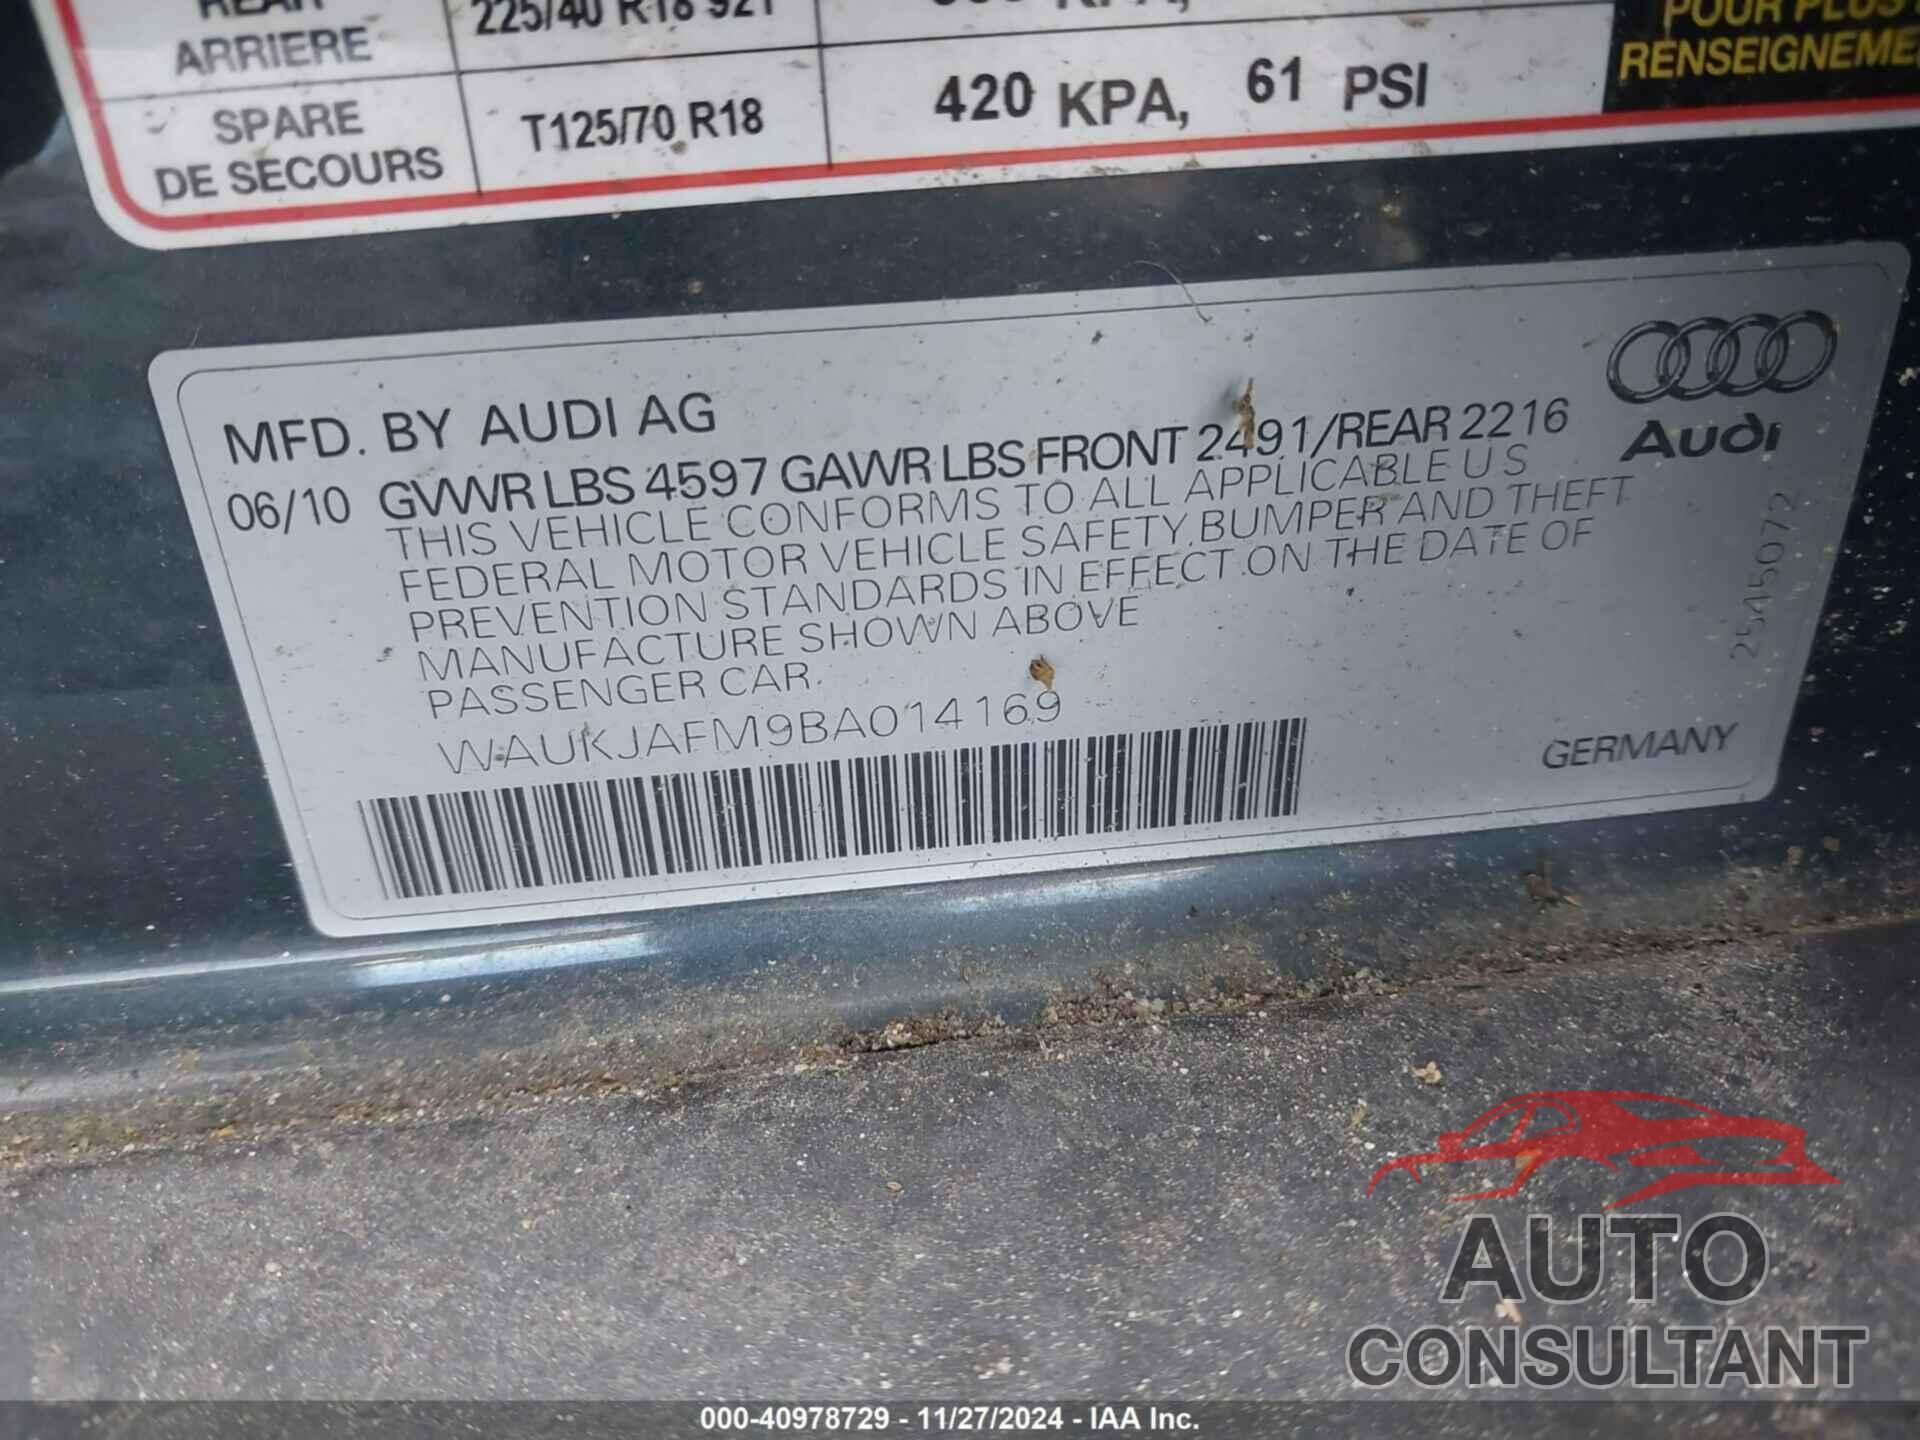 REAR
225/40 R18 92Y
KPA,
POUR PLUS
ARRIERE
RENSEIGNEME
SPARE
DE SECOURS
T125/70 R18
420 KPA, 61 PSI
MFD. BY AUDI AG
Audi
06/10 GVWR LBS 4597 GAWR LBS FRONT 2491/REAR 2216
THIS VEHICLE CONFORMS TO ALL APPLICABLE U S
FEDERAL MOTOR VEHICLE SAFETY, BUMPER AND THEFT
PREVENTION STANDARDS IN EFFECT ON THE DATE OF
MANUFACTURE SHOWN ABOVE
PASSENGER CAR.
WAUKJAFM9BA014169
GERMANY
2545072
AUTO
CONSULTANT
000-40978729 - 11/27/2024 - IAA Inc.